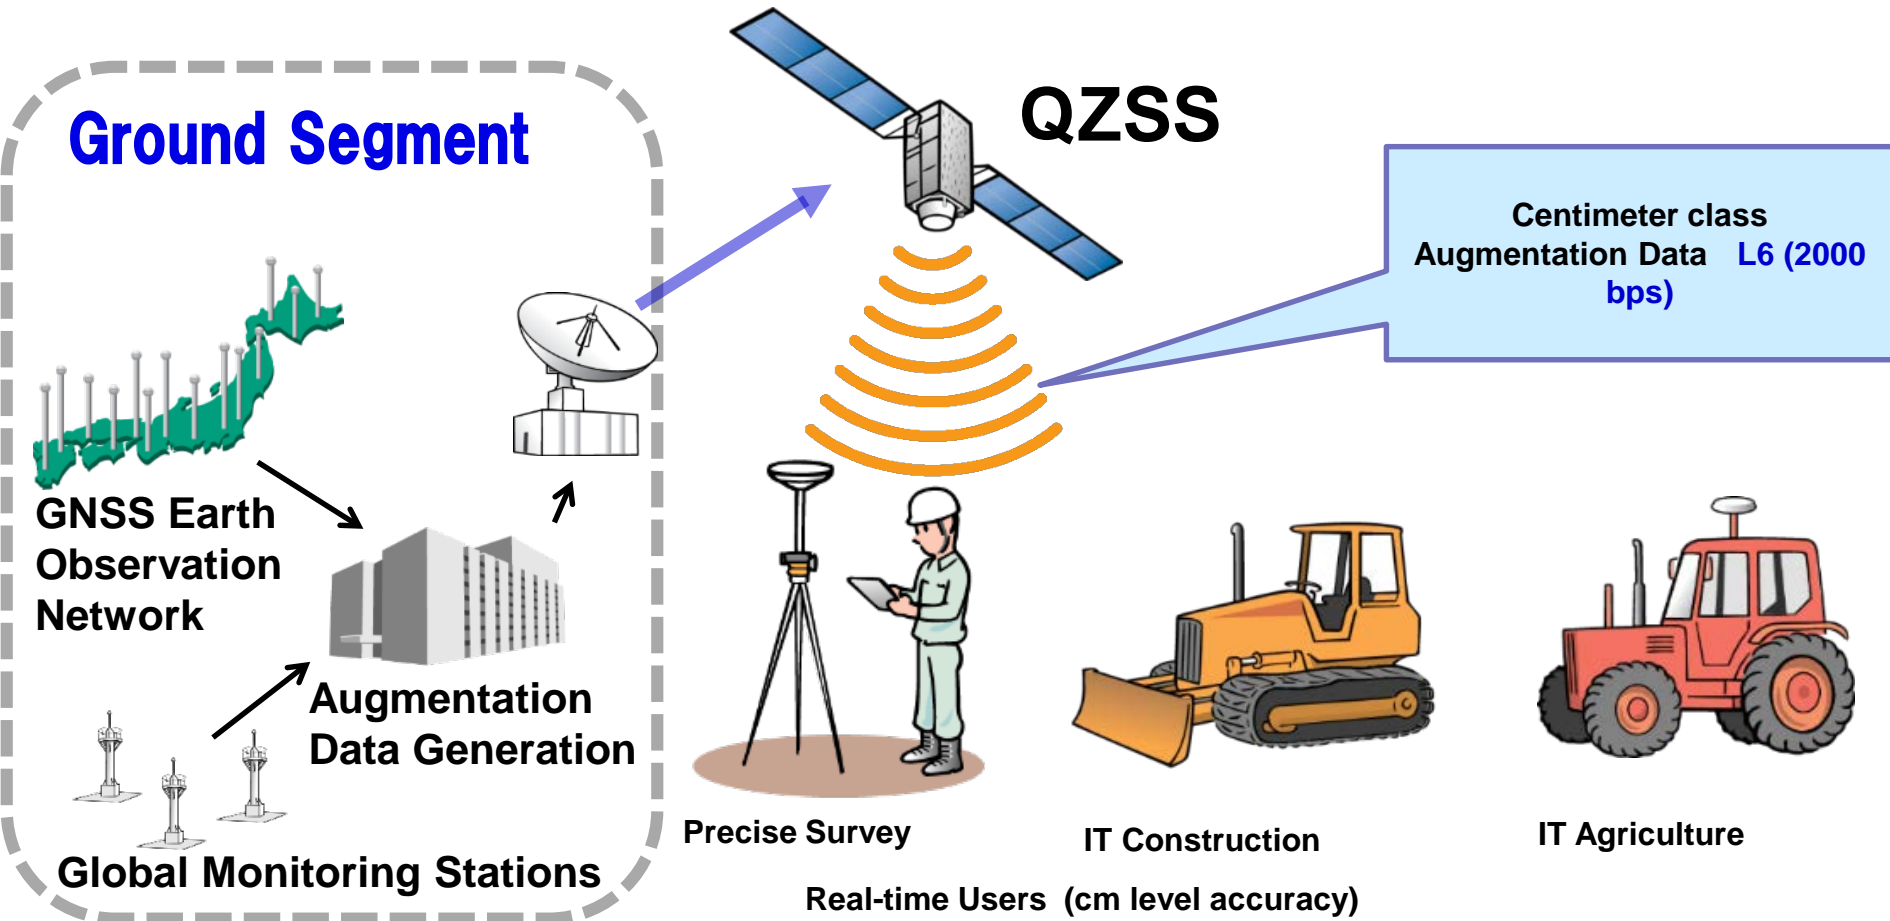 Ground Segment
QZSS
Centimeter class
Augmentation Data L6 (2000
bps)
GNSS Earth
Observation
Network
Augmentation
Data Generation
Global Monitoring Stations
Precise Survey
IT Construction
IT Agriculture
Real-time Users (cm level accuracy)